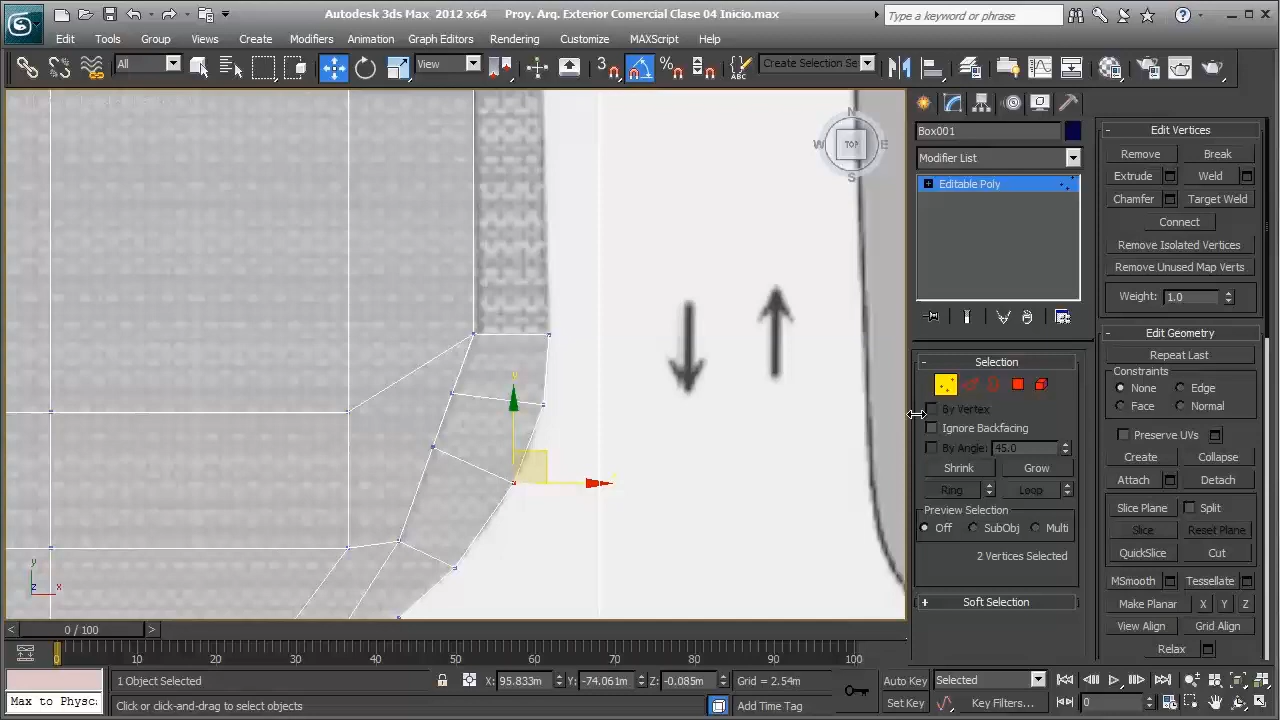 Autodesk 3ds Max 2012 x64 Proy. Arq. Exterior Comercial Clase 04 Inicio.max
Type a keyword or phrase
Edit Tools Group Views Create Modifiers Animation Graph Editors Rendering Customize MAXScript Help
All View 3 Create Selection Se
N
W TOP E
S
Box001
Modifier List
Editable Poly
Selection
By Vertex
Ignore Backfacing
By Angle: 45.0
Shrink Grow
Ring Loop
Preview Selection
Off SubObj Multi
2 Vertices Selected
Soft Selection
Edit Vertices
Remove Break
Extrude Weld
Chamfer Target Weld
Connect
Remove Isolated Vertices
Remove Unused Map Verts
Weight: 1.0
Edit Geometry
Repeat Last
Constraints
None Edge
Face Normal
Preserve UVs
Create Collapse
Attach Detach
Slice Plane Split
Slice Reset Plane
QuickSlice Cut
MSmooth Tessellate
Make Planar X Y Z
View Align Grid Align
Relax
y
z x
0 / 100
0 10 20 30 40 50 60 70 80 90 100
1 Object Selected X: 95.833m Y: -74.061m Z: -0.085m Grid = 2.54m Auto Key Selected
Max to Physc: Click or click-and-drag to select objects Add Time Tag Set Key Key Filters... 0